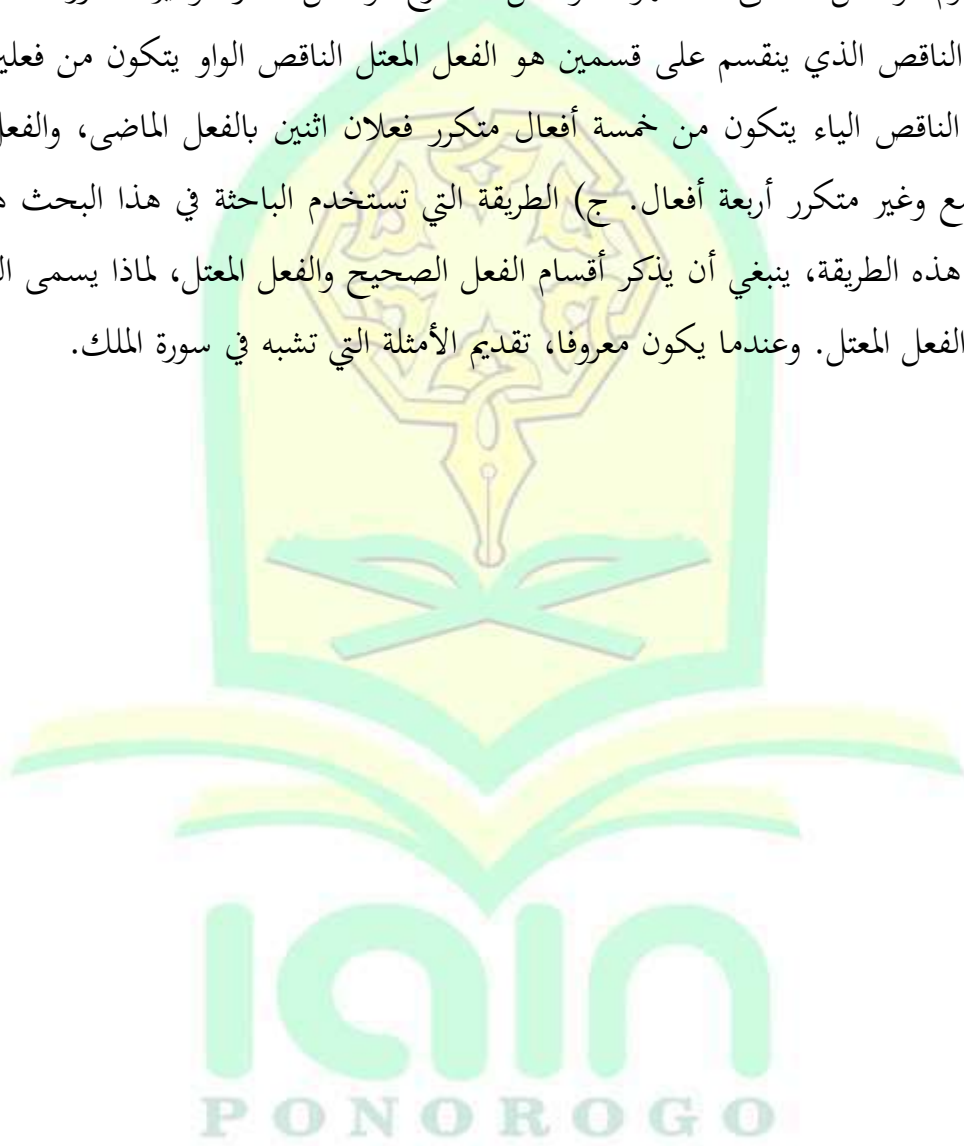 الناقص الذي ينقسم على قسمين هو الفعل المعتل الناقص الواو يتكون من
الناقص الياء يتكون من خمسة أفعال متكرر فعلان اثنين بالفعل الماضى،
وغير متكرر أربعة أفعال. ج) الطريقة التي تستخدم الباحثة في هذا البحث
هذه الطريقة، ينبغي أن يذكر أقسام الفعل الصحيح والفعل المعتل، لماذا يسمى
الفعل المعتل. وعندما يكون معروفا، تقديم الأمثلة التي تشبه في سورة الملك.
iain
PONOROGO